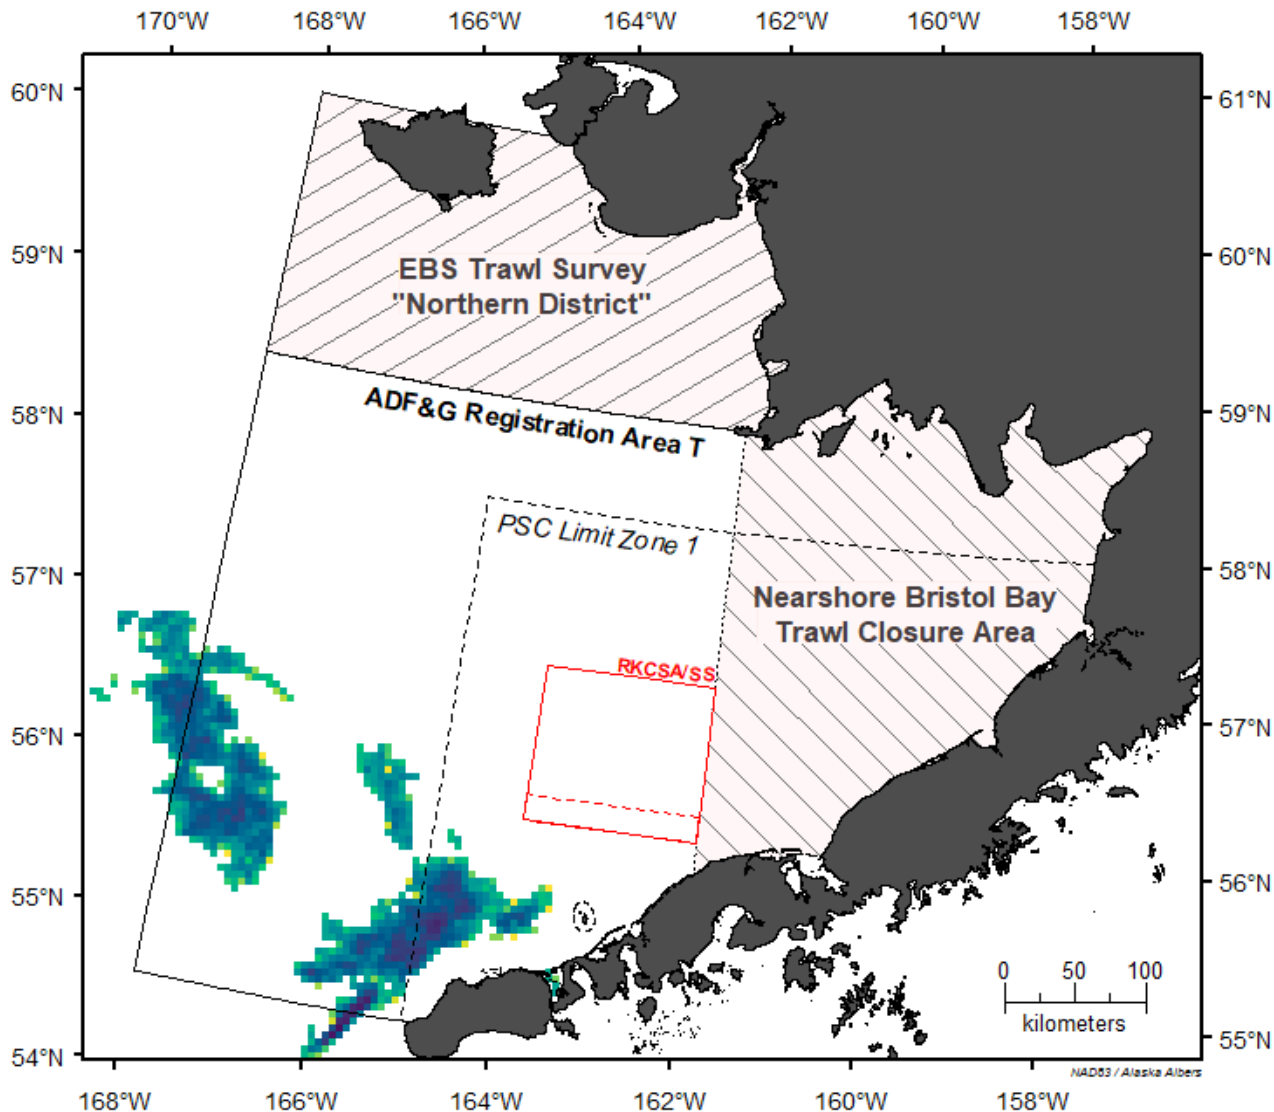 170°W 168°W 166°W 164°W 162°W 160°W 158°W
60°N
61°N
EBS Trawl Survey
"Northern District"
59°N
60°N
ADF&G Registration Area T
58°N
59°N
PSC Limit Zone 1
57°N
58°N
Nearshore Bristol Bay
Trawl Closure Area
RKCSA/SS
56°N
57°N
55°N
56°N
0 50 100
kilometers
54°N
55°N
NAD83 / Alaska Albers
168°W 166°W 164°W 162°W 160°W 158°W